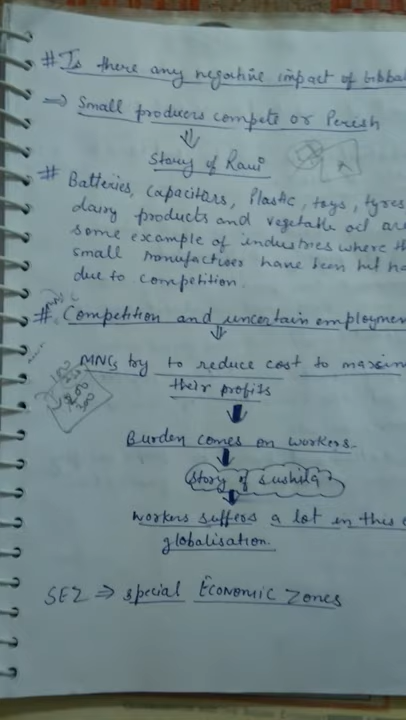 # Is there any negative impact of
⇒ Small producers compete or Perish
⇓
Story of Ravi
# Batteries, Capacitors, Plastic, toys, tyres
dairy products and vegetable oil are
some example of industries where th
small manufactures have been hit ha
due to competition.
# Competition and uncertain employmen
⇓
MNCs try to reduce cost to maxim
their profits
Burden comes on workers.
Story of Sushila
workers suffers a lot in this
globalisation.
SEZ ⇒ special Economic Zones